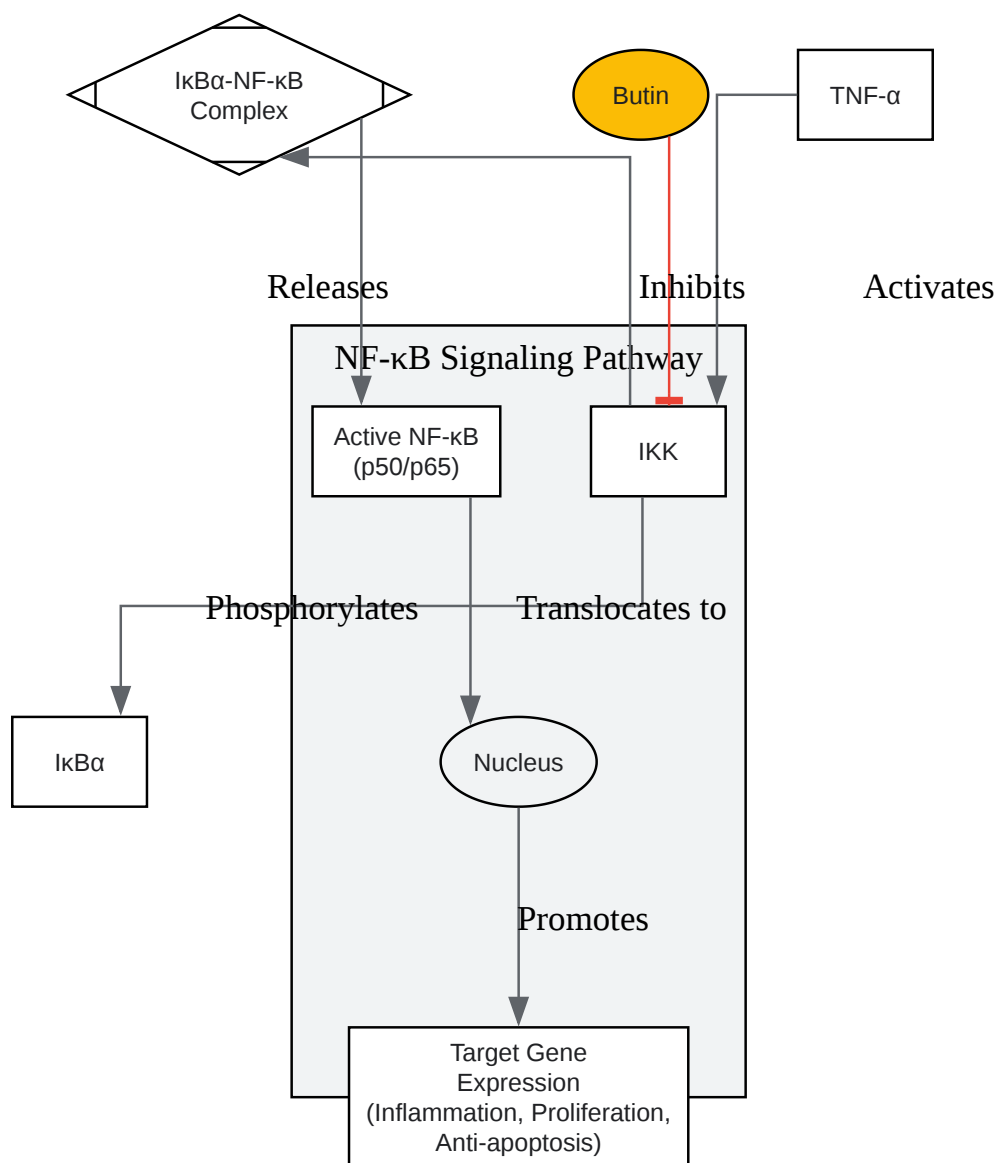 IκBα-NF-κB
Complex
Butin
TNF-α
Releases
Inhibits
Activates
NF-κB Signaling Pathway
Active NF-κB
(p50/p65)
IKK
Phosphorylates
Translocates to
IκBα
Nucleus
Promotes
Target Gene
Expression
(Inflammation, Proliferation,
Anti-apoptosis)